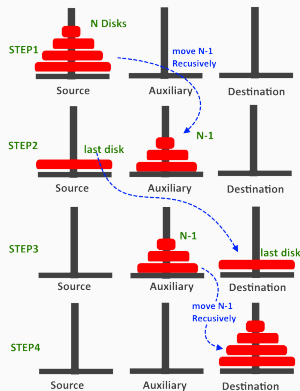 N Disks
STEP1
move N-1
Recusively
Source Auxiliary Destination
STEP2
last disk
N-1
Source Auxiliary Destination
STEP3
N-1
last disk
Source Auxiliary Destination
move N-1
Recusively
STEP4
Source Auxiliary Destination